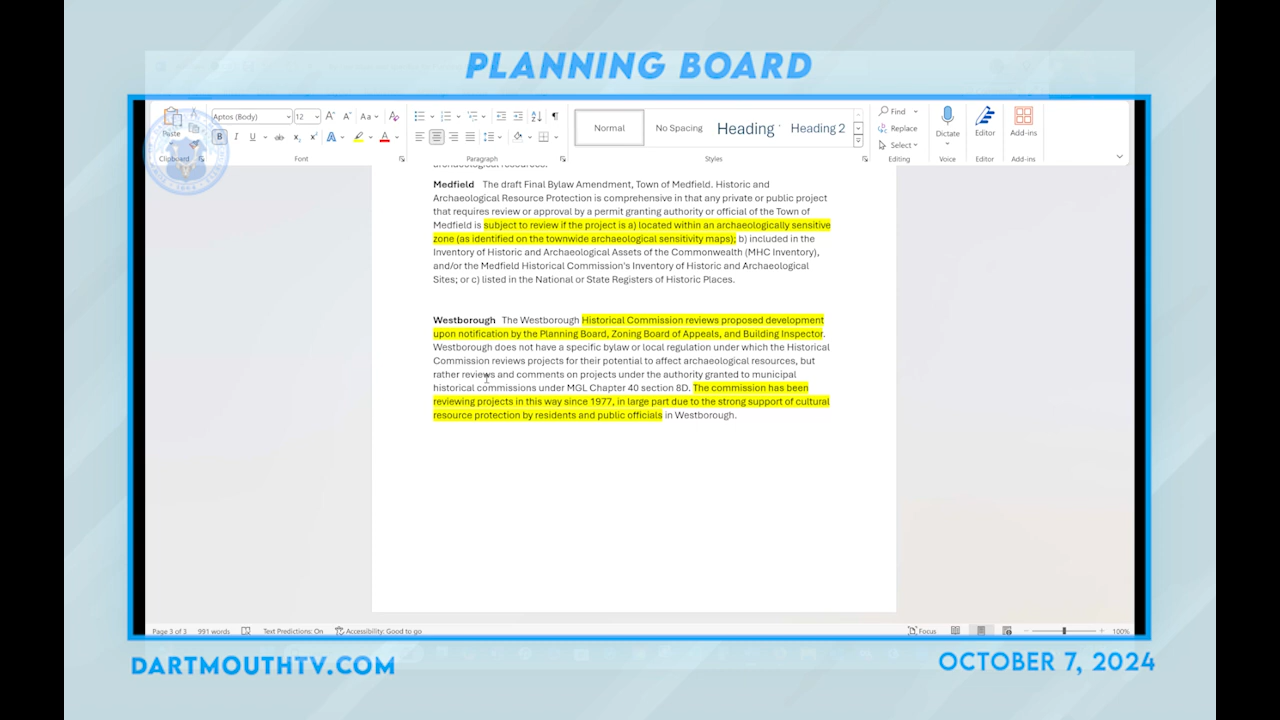 PLANNING BOARD
Aptos (Body) 12 Aa
Find
Replace
Select
Paste
Normal No Spacing Heading Heading 2
Dictate Editor Add-ins
Clipboard Font Paragraph Styles Editing Voice Editor Add-ins
archaeological resources.
Medfield The draft Final Bylaw Amendment, Town of Medfield. Historic and
Archaeological Resource Protection is comprehensive in that any private or public project
that requires review or approval by a permit granting authority or official of the Town of
Medfield is subject to review if the project is a) located within an archaeologically sensitive
zone (as identified on the townwide archaeological sensitivity maps); b) included in the
Inventory of Historic and Archaeological Assets of the Commonwealth (MHC Inventory),
and/or the Medfield Historical Commission's Inventory of Historic and Archaeological
Sites; or c) listed in the National or State Registers of Historic Places.
Westborough The Westborough Historical Commission reviews proposed development
upon notification by the Planning Board, Zoning Board of Appeals, and Building Inspector.
Westborough does not have a specific bylaw or local regulation under which the Historical
Commission reviews projects for their potential to affect archaeological resources, but
rather reviews and comments on projects under the authority granted to municipal
historical commissions under MGL Chapter 40 section 8D. The commission has been
reviewing projects in this way since 1977, in large part due to the strong support of cultural
resource protection by residents and public officials in Westborough.
Page 3 of 3 991 words Text Predictions: On Accessibility: Good to go Focus 100%
DARTMOUTHTV.COM
OCTOBER 7, 2024